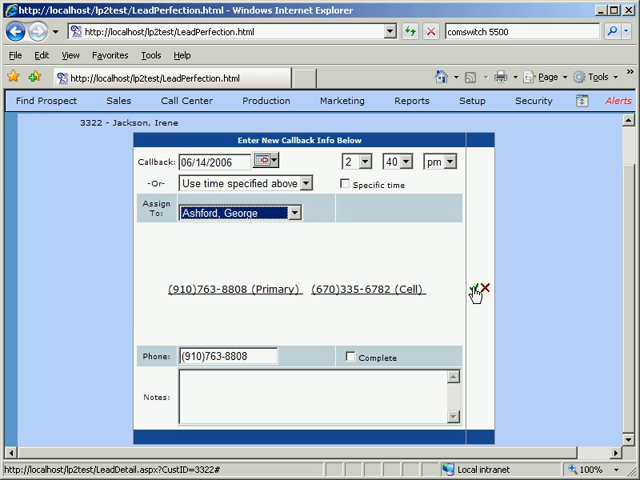 http://localhost/lp2test/LeadPerfection.html - Windows Internet Explorer
http://localhost/lp2test/LeadPerfection.html
comswitch 5500
File Edit View Favorites Tools Help
http://localhost/lp2test/LeadPerfection.html
Page Tools
Find Prospect Sales Call Center Production Marketing Reports Setup Security Alerts
3322 - Jackson, Irene
Enter New Callback Info Below
Callback: 06/14/2006 2 40 pm
-Or- Use time specified above Specific time
Assign To: Ashford, George
(910)763-8808 (Primary) (670)335-6782 (Cell)
Phone: (910)763-8808 Complete
Notes:
http://localhost/lp2test/LeadDetail.aspx?CustID=3322# Local intranet 100%